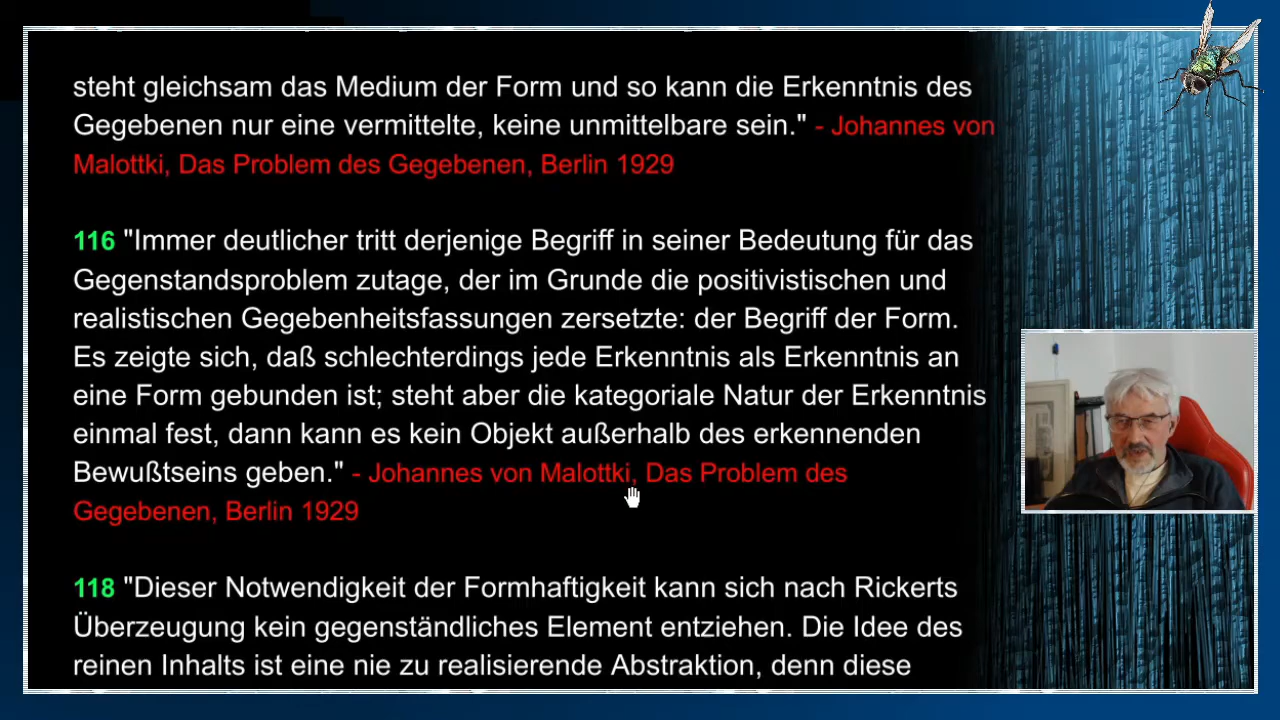 steht gleichsam das Medium der Form und so kann die Erkenntnis des
Gegebenen nur eine vermittelte, keine unmittelbare sein." - Johannes von
Malottki, Das Problem des Gegebenen, Berlin 1929
116 "Immer deutlicher tritt derjenige Begriff in seiner Bedeutung für das
Gegenstandsproblem zutage, der im Grunde die positivistischen und
realistischen Gegebenheitsfassungen zersetzte: der Begriff der Form.
Es zeigte sich, daß schlechterdings jede Erkenntnis als Erkenntnis an
eine Form gebunden ist; steht aber die kategoriale Natur der Erkenntnis
einmal fest, dann kann es kein Objekt außerhalb des erkennenden
Bewußtseins geben." - Johannes von Malottki, Das Problem des
Gegebenen, Berlin 1929
118 "Dieser Notwendigkeit der Formhaftigkeit kann sich nach Rickerts
Überzeugung kein gegenständliches Element entziehen. Die Idee des
reinen Inhalts ist eine nie zu realisierende Abstraktion, denn diese